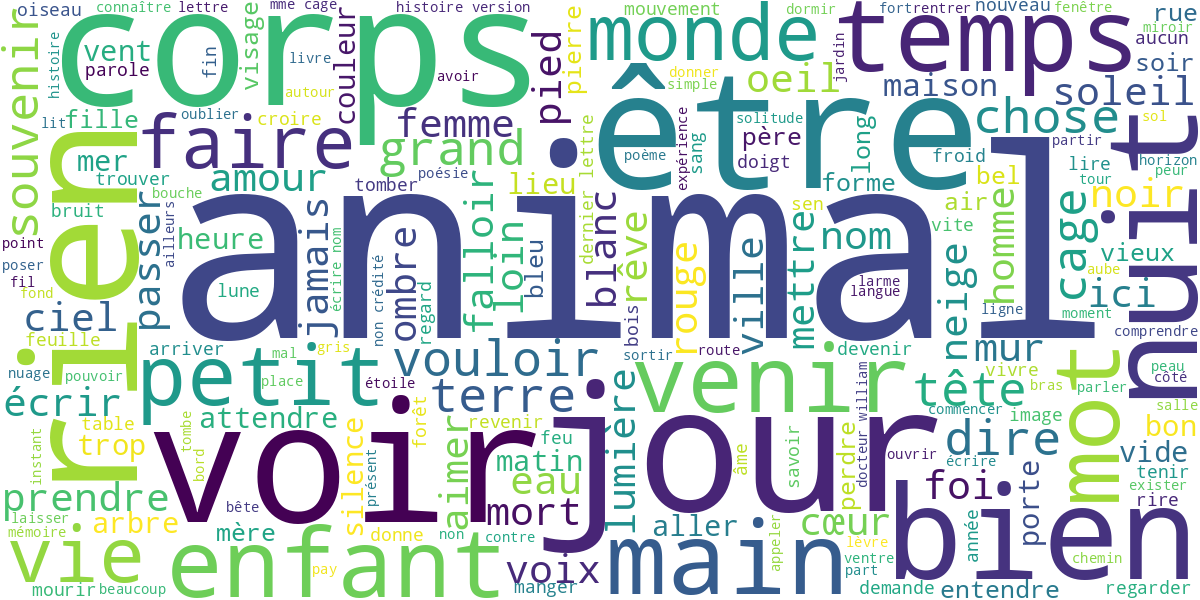 oiseau
connaître
lettre
mme cage
histoire version
pierre
mouvement
dormir
fort
rentrer
nouveau
fenêtre
rue
miroir
aucun
souvenir
histoire
vent
parole
fin
visage
livre
autour
couleur
corps
avoir
pied
monde
donner
simple
oeil
jardin
temps
maison
soir
soleil
lit
fille
oublier
croire
faire
femme
grand
être
poème
expérience
sang
solitude
père
doigt
long
chose
froid
partir
sol
horizon
peur
mer
trouver
bouche
bruit
rien
amour
tomber
poésie
lieu
dernier lettre
forme
bel
lire
tour
noir
nuit
point
poser
fil
fond
passer
ailleurs
heure
lune
jamais
écrire nom
non crédité
ombre
regard
falloir
loin
bleu
blanc
rêve
bois
rouge
ville
sen
mettre
nom
larme
langue
air
vite
neige
homme
ligne
cage
vieux
aube
ici
moment
comprendre
animal
ciel
feuille
nuage
pouvoir
arriver
mal
gris
place
petit
étoile
vouloir
terre
sortir
route
venir
devenir
docteur william
tête
mur
vivre
bras
mot
parler
peau
côté
salle
écrire
table
trop
attendre
tombe
bord
instant
voir
silence
présent
forêt
aimer
revenir
feu
matin
eau
lumière
jour
âme
savoir
perdre
ouvrir
commencer
image
dire
écrire
bon
vide
tenir
exister
rire
prendre
laisser
mémoire
arbre
bête
mère
donne
non
contre
mort
aller
cœur
appeler
lèvre
ventre
part
foi
année
porte
bien
chemin
vie
mourir
beaucoup
enfant
pay
voix
manger
main
demande
entendre
regarder